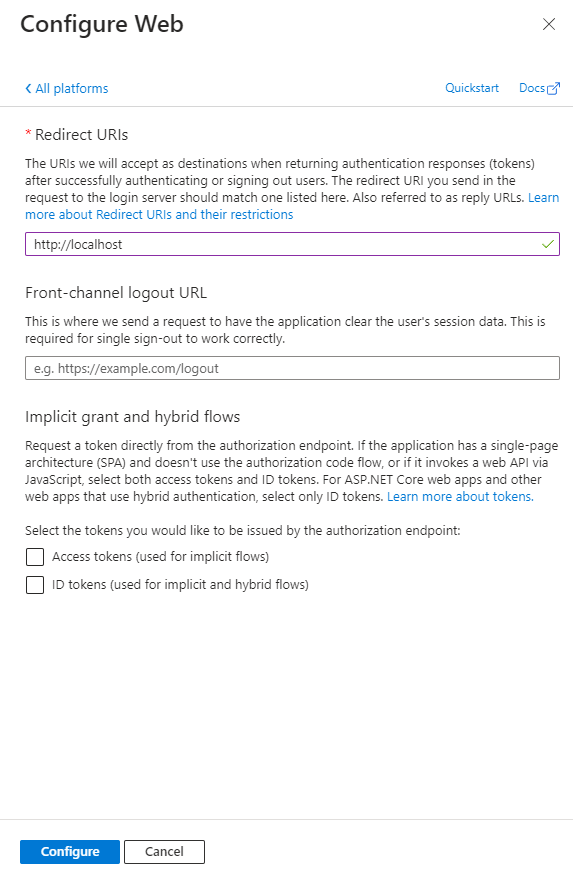 Configure Web
All platforms
Quickstart
Docs
* Redirect URIs
The URIs we will accept as destinations when returning authentication responses (tokens)
after successfully authenticating or signing out users. The redirect URI you send in the
request to the login server should match one listed here. Also referred to as reply URLs. Learn
more about Redirect URIs and their restrictions
http://localhost
Front-channel logout URL
This is where we send a request to have the application clear the user's session data. This is
required for single sign-out to work correctly.
e.g. https://example.com/logout
Implicit grant and hybrid flows
Request a token directly from the authorization endpoint. If the application has a single-page
architecture (SPA) and doesn't use the authorization code flow, or if it invokes a web API via
JavaScript, select both access tokens and ID tokens. For ASP.NET Core web apps and other
web apps that use hybrid authentication, select only ID tokens. Learn more about tokens.
Select the tokens you would like to be issued by the authorization endpoint:
Access tokens (used for implicit flows)
ID tokens (used for implicit and hybrid flows)
Configure
Cancel